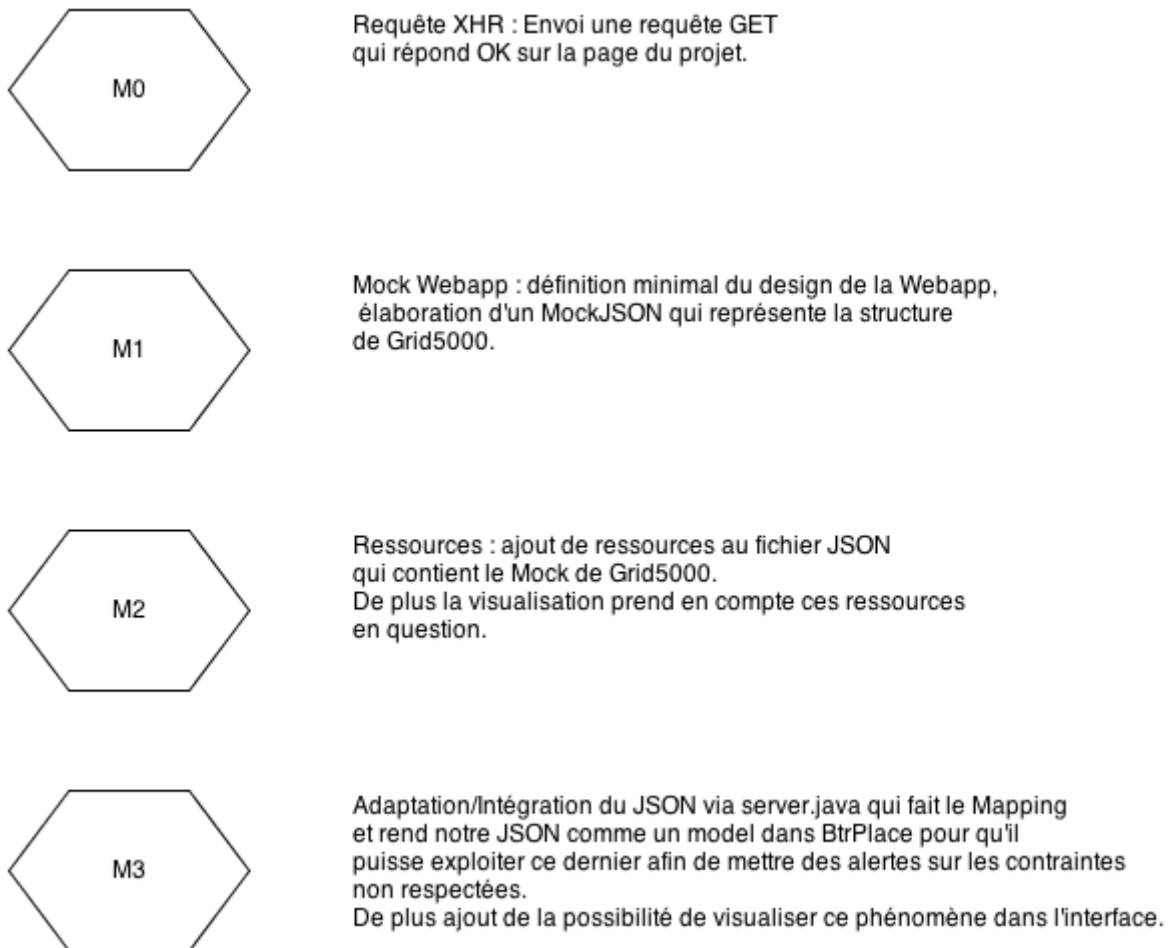 M0
Requête XHR : Envoi une requête GET
qui répond OK sur la page du projet.
M1
Mock Webapp : définition minimal du design de la Webapp,
élaboration d'un MockJSON qui représente la structure
de Grid5000.
M2
Ressources : ajout de ressources au fichier JSON
qui contient le Mock de Grid5000.
De plus la visualisation prend en compte ces ressources
en question.
M3
Adaptation/Intégration du JSON via server.java qui fait le Mapping
et rend notre JSON comme un model dans BtrPlace pour qu'il
puisse exploiter ce dernier afin de mettre des alertes sur les contraintes
non respectées.
De plus ajout de la possibilité de visualiser ce phénomène dans l'interface.